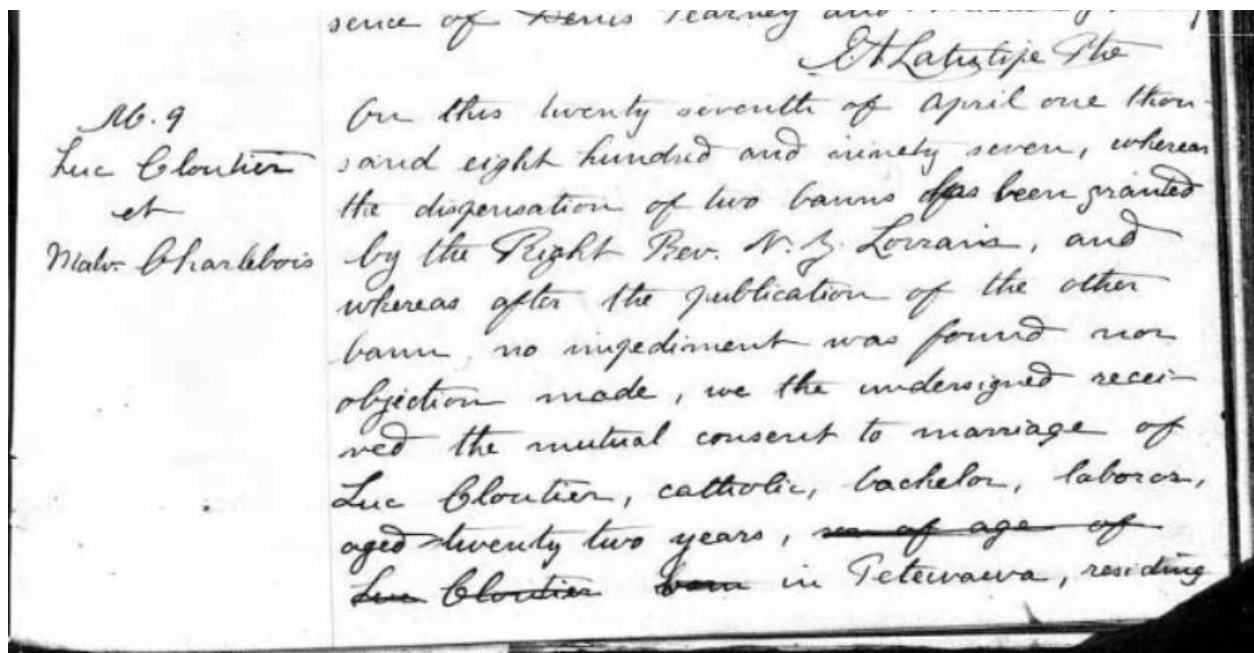 sence of Denis Tearney and
M. 9
Luc Cloutier
et
Malv. Charlebois
On this twenty seventh of April one thou-
sand eight hundred and ninety seven, whereas
the dispensation of two banns has been granted
by the Right Rev. N. Z. Lorrain, and
whereas after the publication of the other
bann, no impediment was found nor
objection made, we the undersigned recei-
ved the mutual consent to marriage of
Luc Cloutier, catholic, bachelor, laborer,
aged twenty two years, son of age of
Luc Cloutier born in Petewawa, residing